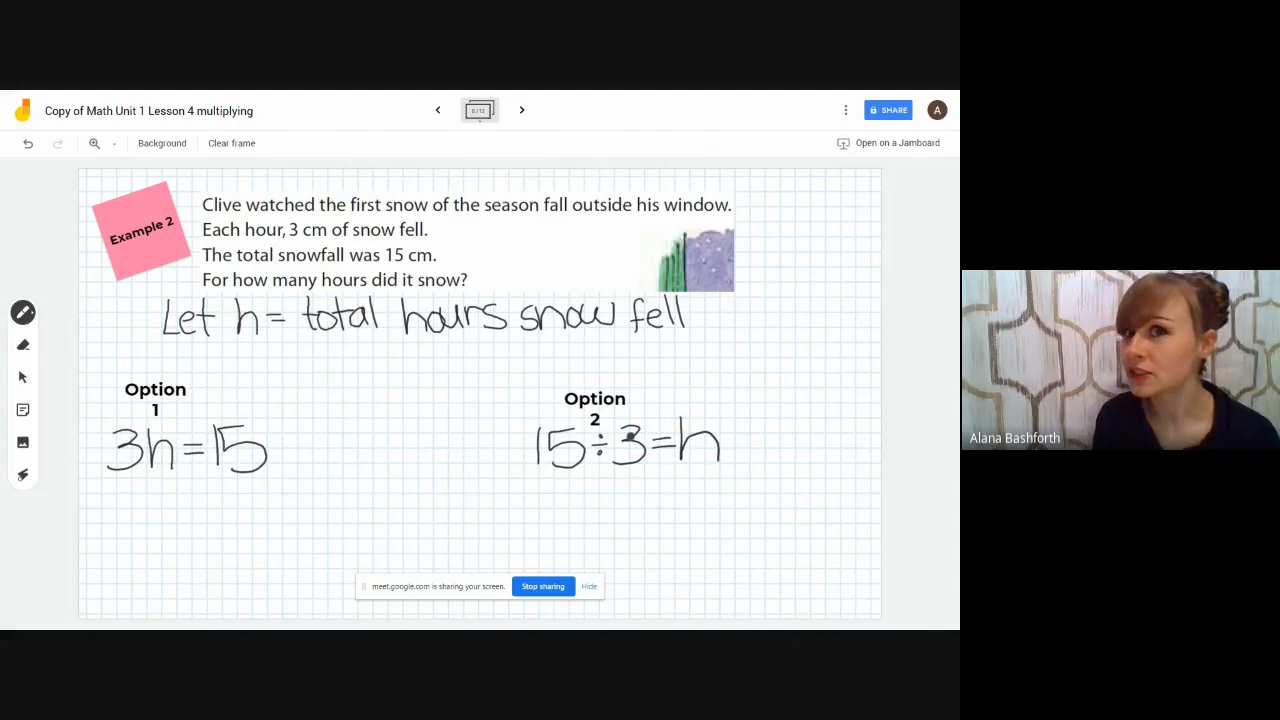 Copy of Math Unit 1 Lesson 4 multiplying
SHARE
A
Background
Clear frame
Open on a Jamboard
Example 2
Clive watched the first snow of the season fall outside his window.
Each hour, 3 cm of snow fell.
The total snowfall was 15 cm.
For how many hours did it snow?
Let h = total hours snow fell
Option
1
3h=15
Option
2
15÷3=h
meet.google.com is sharing your screen.
Stop sharing
Hide
Alana Bashforth